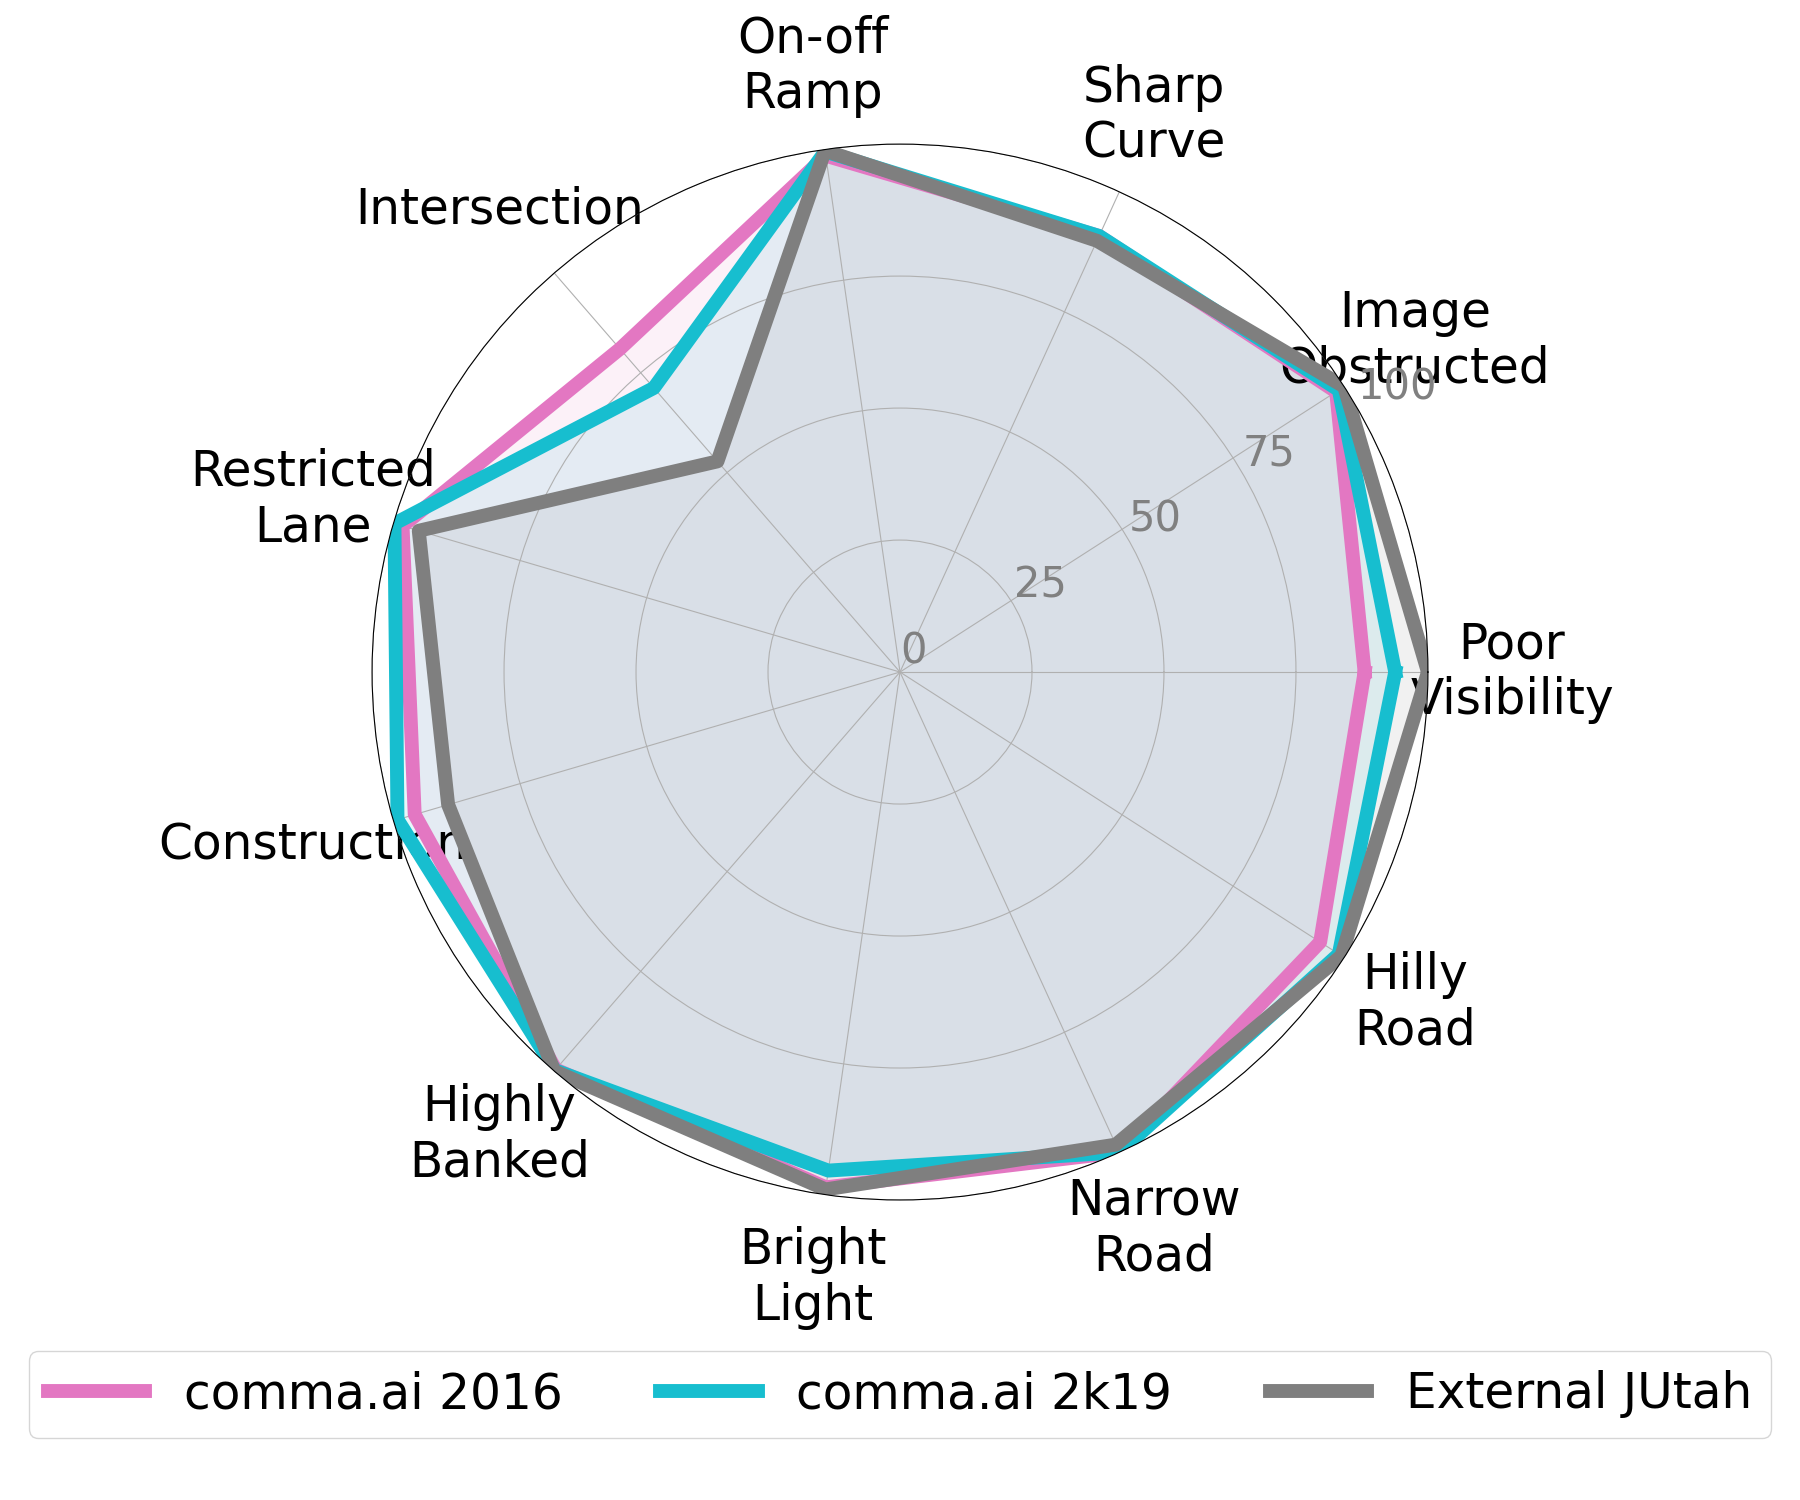 On-off
Ramp
Sharp
Curve
Intersection
Image
Obstructed
100
75
Restricted
Lane
50
25
0
Poor
Visibility
Construction
Hilly
Road
Highly
Banked
Narrow
Road
Bright
Light
comma.ai 2016
comma.ai 2k19
External JUtah